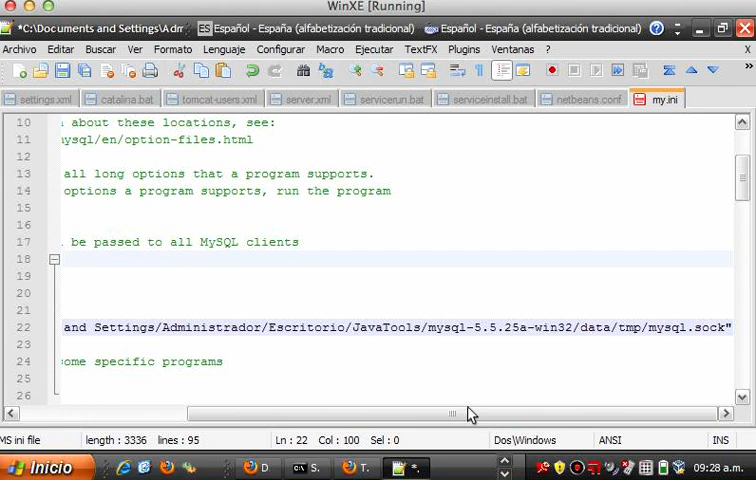 WinXE [Running]
*C:\Documents and Settings\Adm
ES Español - España (alfabetización tradicional)
Español - España (alfabetización tradicional)
Archivo Editar Buscar Ver Formato Lenguaje Configurar Macro Ejecutar TextFX Plugins Ventanas ?
settings.xml catalina.bat tomcat-users.xml server.xml servicerun.bat serviceinstall.bat netbeans.conf my.ini
10 about these locations, see:
11 ysql/en/option-files.html
12
13 all long options that a program supports.
14 options a program supports, run the program
15
16
17 be passed to all MySQL clients
18
19
20
21
22 and Settings/Administrador/Escritorio/JavaTools/mysql-5.5.25a-win32/data/tmp/mysql.sock"
23
24 some specific programs
25
26
MS ini file length : 3336 lines : 95 Ln : 22 Col : 100 Sel : 0 Dos\Windows ANSI INS
Inicio D S. T. *. 09:28 a.m.